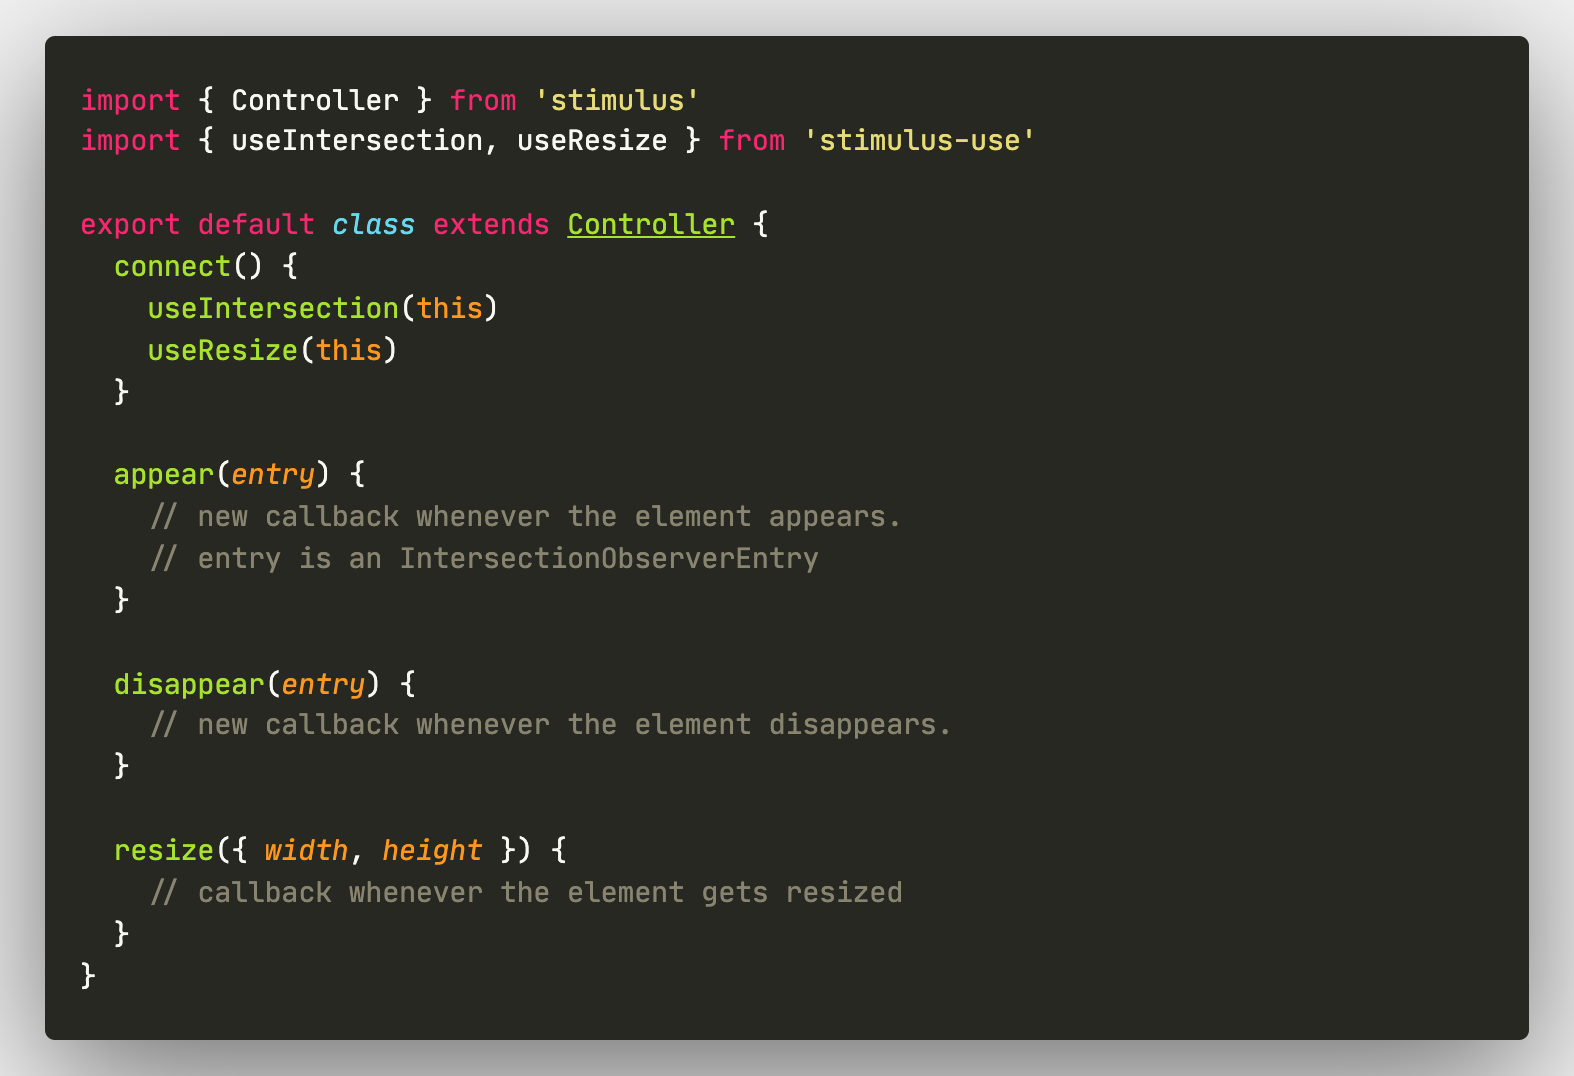 import { Controller } from 'stimulus'
import { useIntersection, useResize } from 'stimulus-use'

export default class extends Controller {
  connect() {
    useIntersection(this)
    useResize(this)
  }

  appear(entry) {
    // new callback whenever the element appears.
    // entry is an IntersectionObserverEntry
  }

  disappear(entry) {
    // new callback whenever the element disappears.
  }

  resize({ width, height }) {
    // callback whenever the element gets resized
  }
}